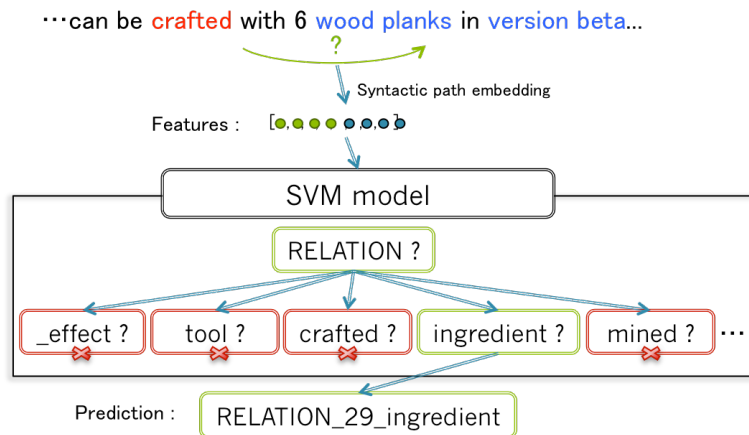 …can be crafted with 6 wood planks in version beta…
?
Syntactic path embedding
Features : [ , , , , , , , ]
SVM model
RELATION ?
_effect ? tool ? crafted ? ingredient ? mined ? …
Prediction : RELATION_29_ingredient